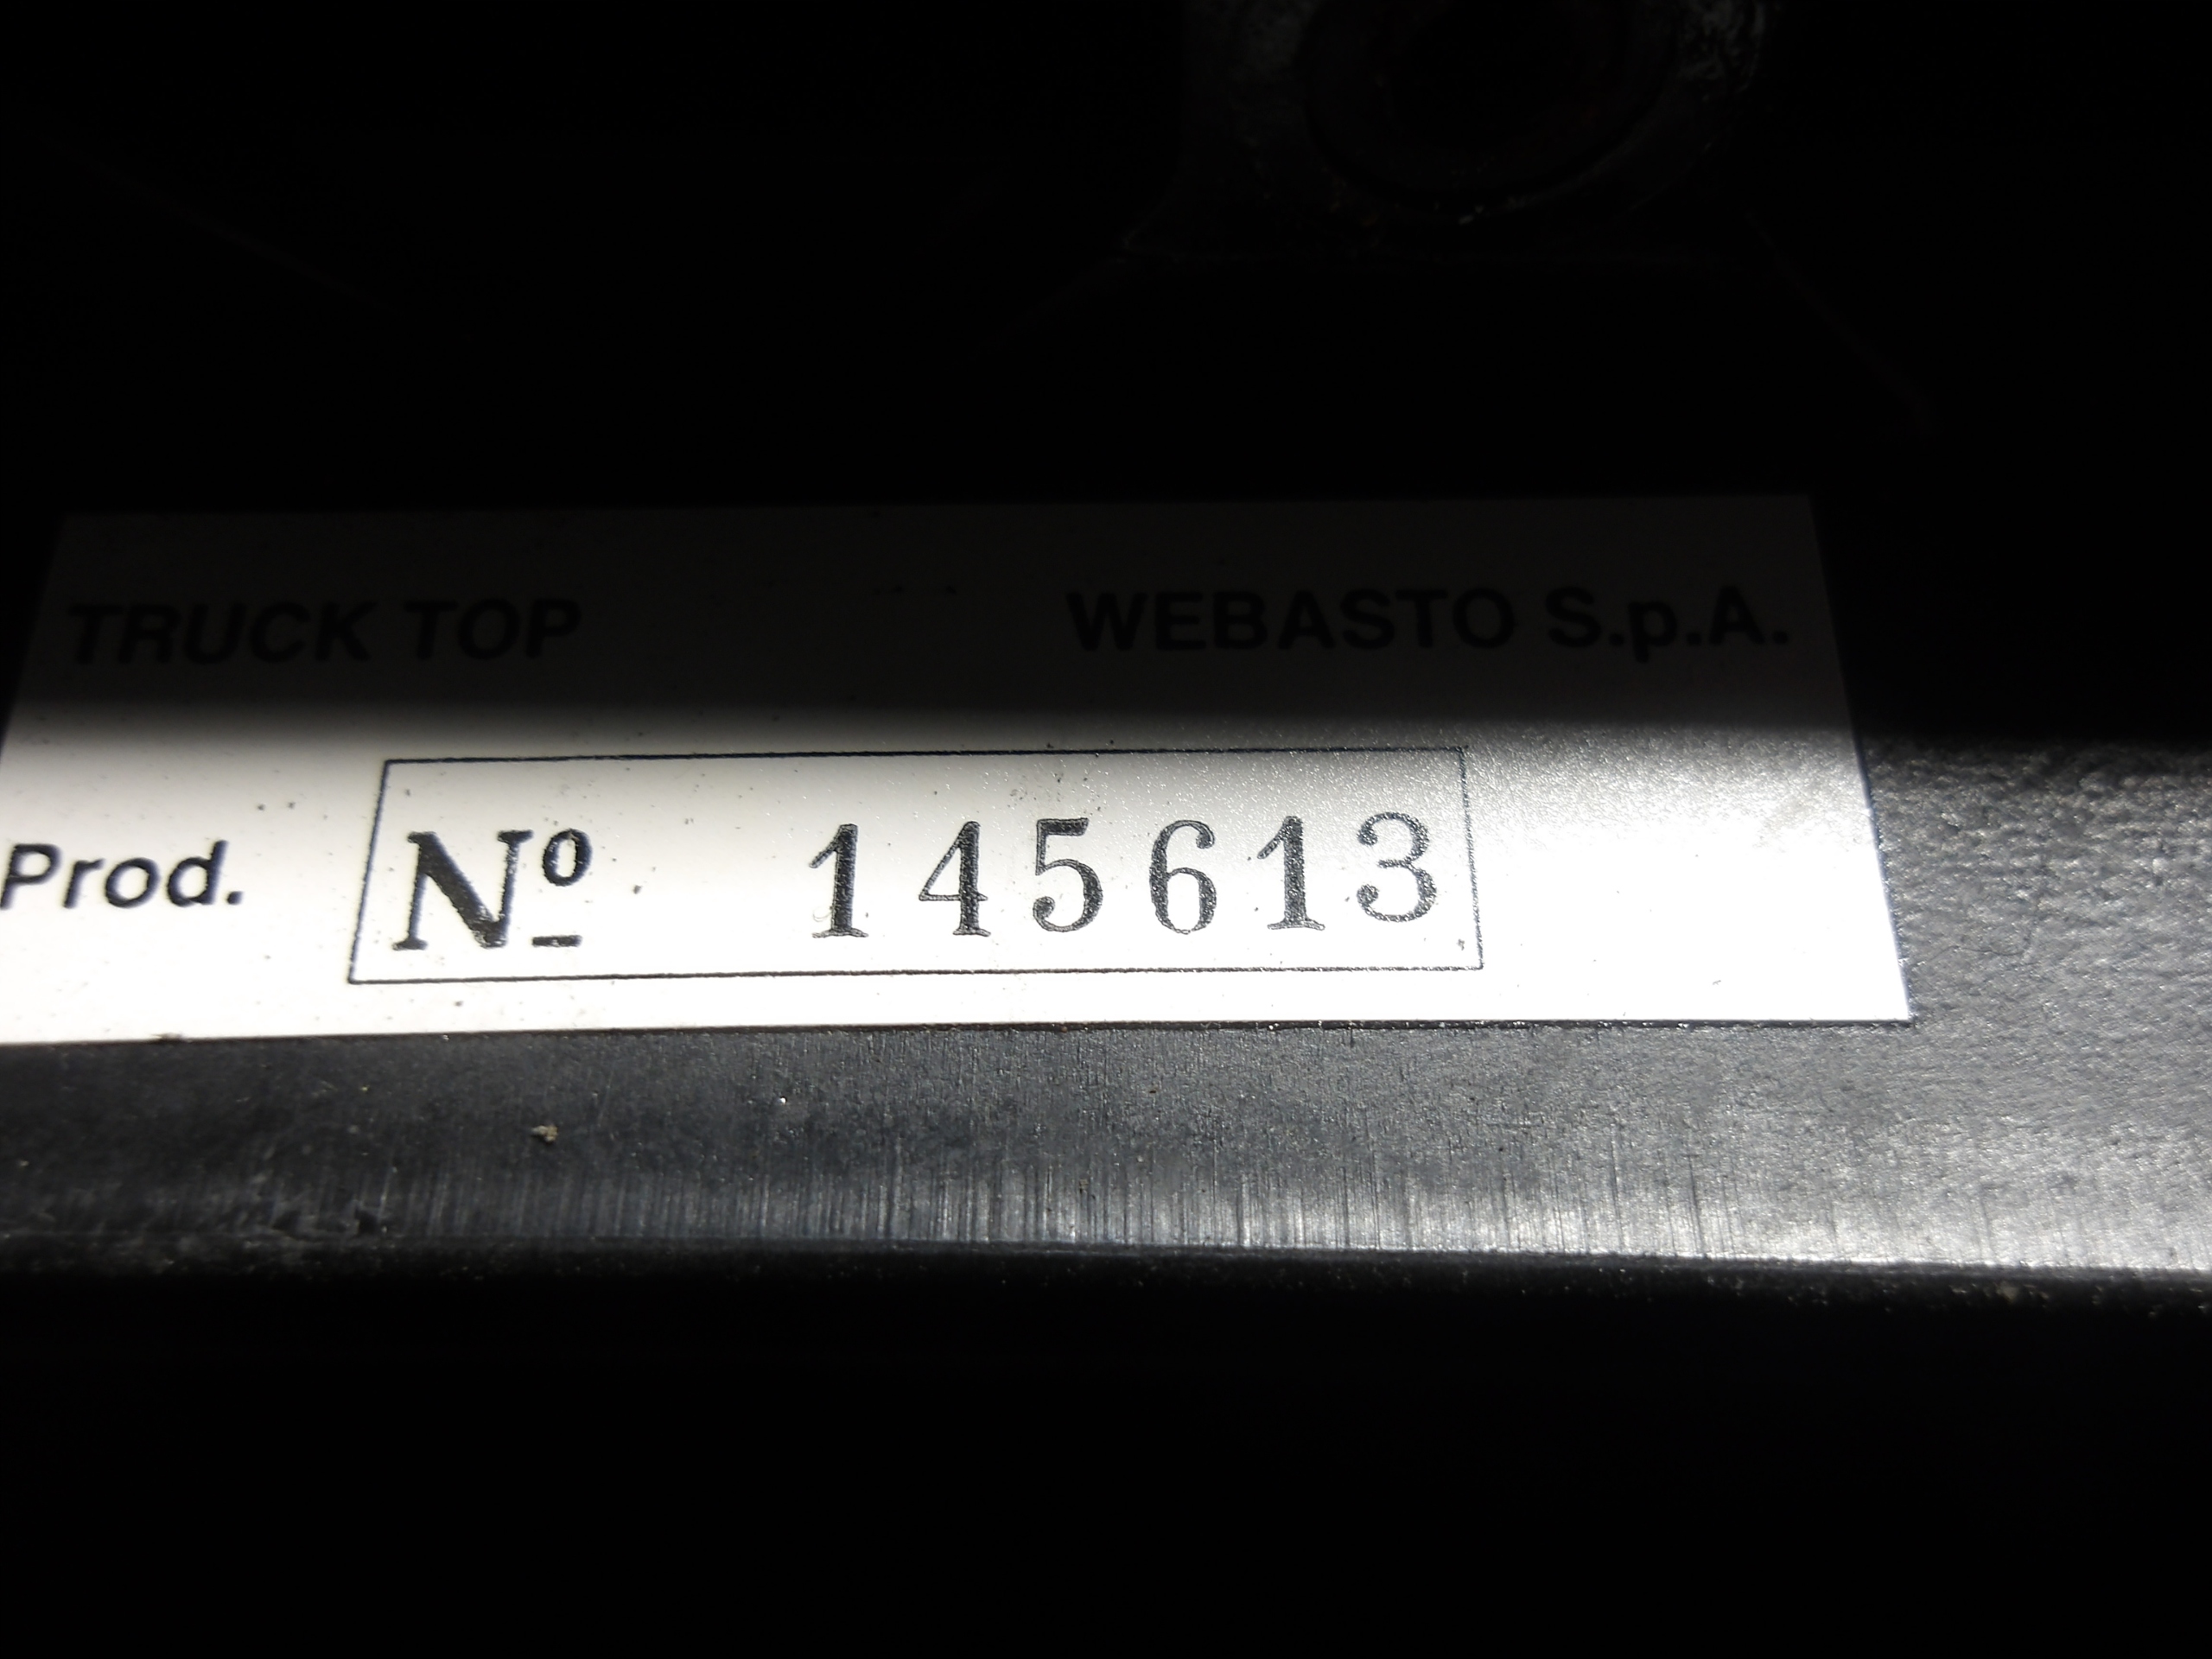 TRUCK TOP WEBASTO S.p.A.
Prod. Nº 145613